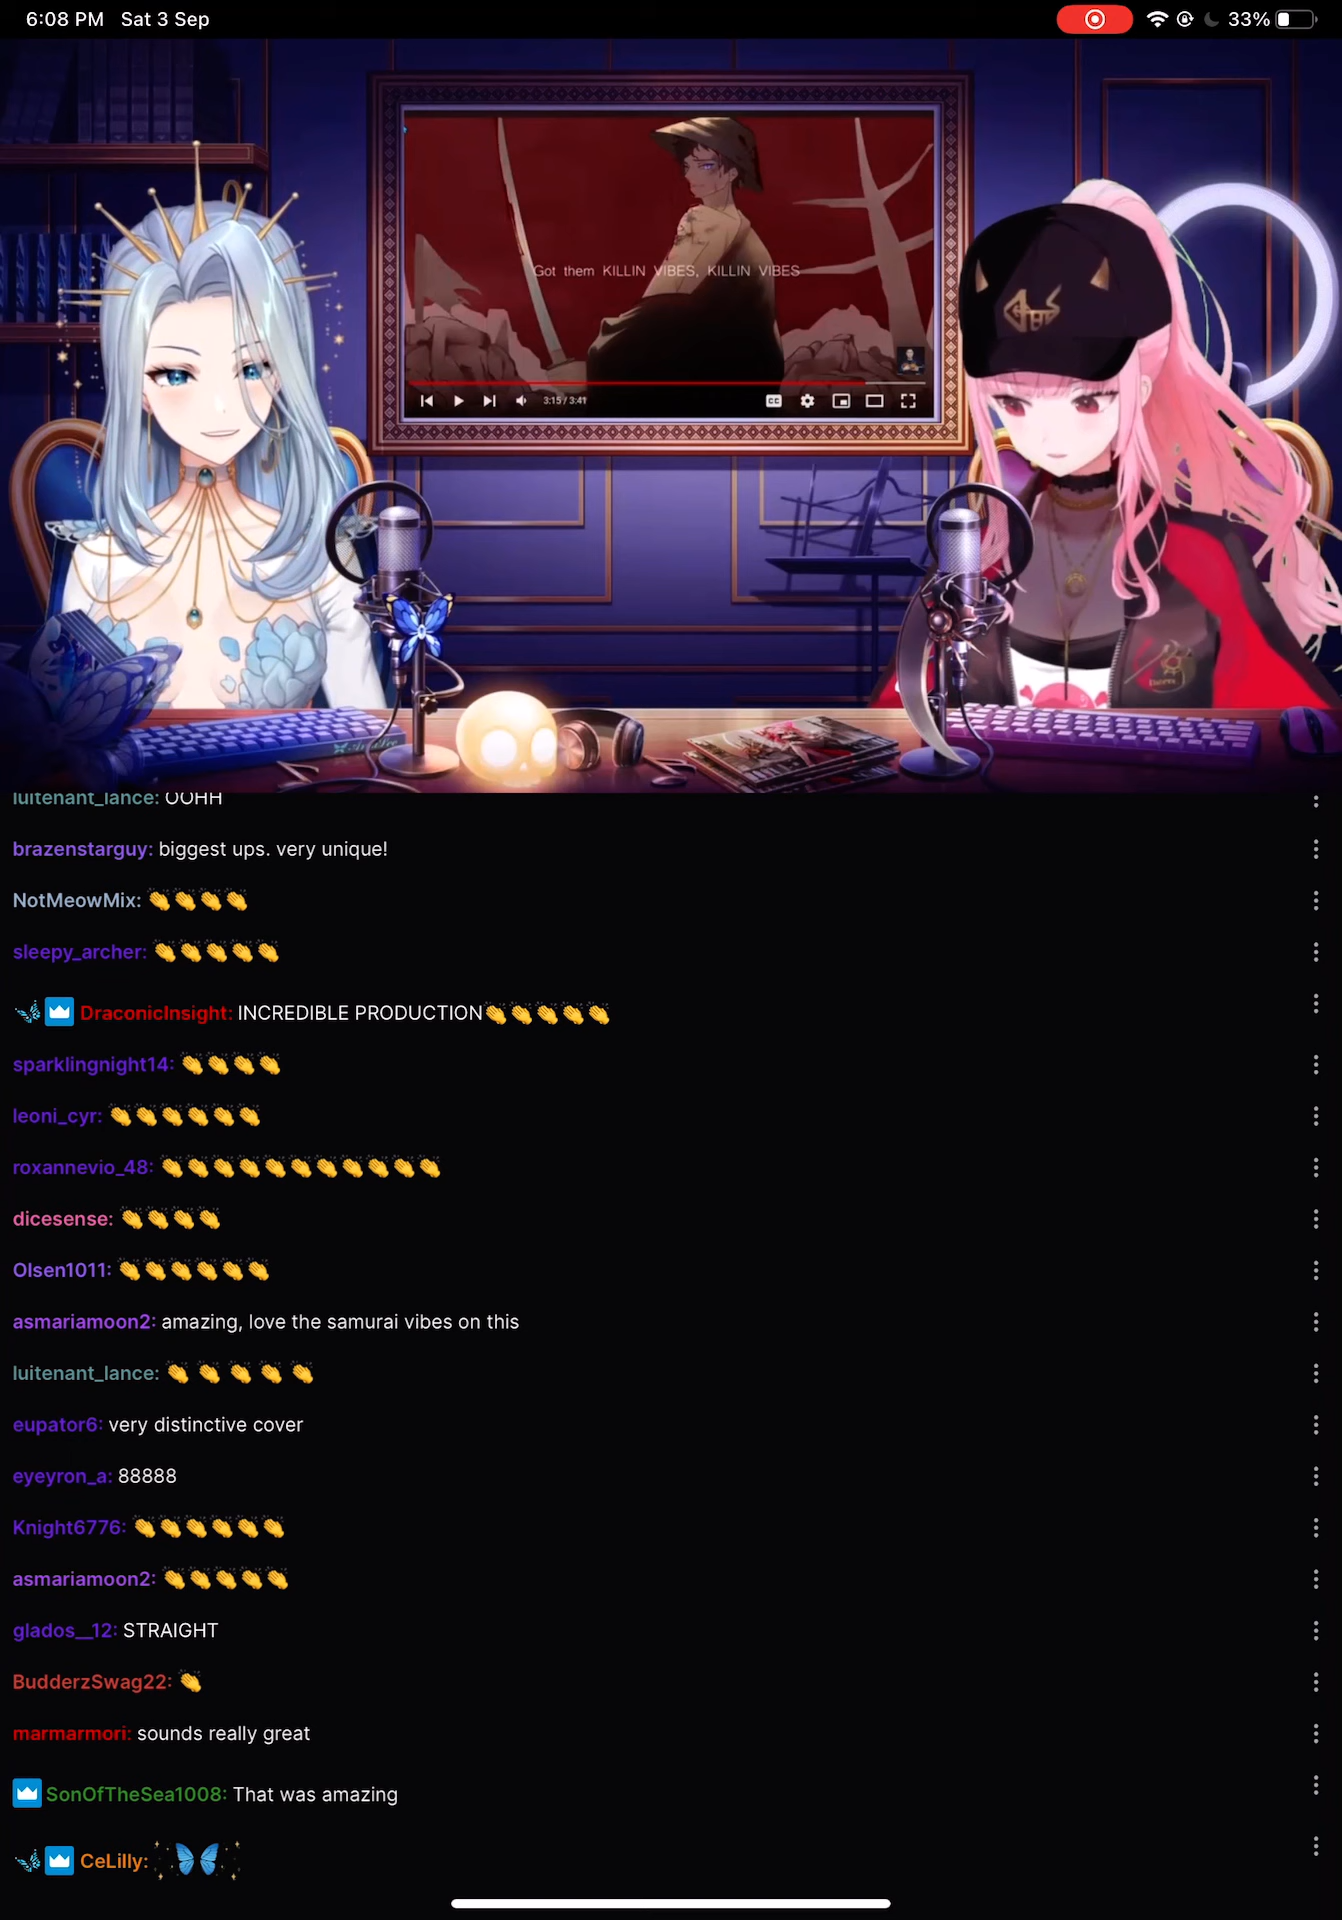 6:08 PM Sat 3 Sep
33%
Got them KILLIN VIBES, KILLIN VIBES
3:15 / 3:41
CC
luitenant_lance: OOHH
brazenstarguy: biggest ups. very unique!
NotMeowMix: 👏👏👏👏
sleepy_archer: 👏👏👏👏👏
DraconicInsight: INCREDIBLE PRODUCTION👏👏👏👏👏
sparklingnight14: 👏👏👏👏
leoni_cyr: 👏👏👏👏👏👏
roxannevio_48: 👏👏👏👏👏👏👏👏👏👏👏
dicesense: 👏👏👏👏
Olsen1011: 👏👏👏👏👏👏
asmariamoon2: amazing, love the samurai vibes on this
luitenant_lance: 👏 👏 👏 👏 👏
eupator6: very distinctive cover
eyeyron_a: 88888
Knight6776: 👏👏👏👏👏👏
asmariamoon2: 👏👏👏👏👏
glados__12: STRAIGHT
BudderzSwag22: 👏
marmarmori: sounds really great
SonOfTheSea1008: That was amazing
CeLilly: